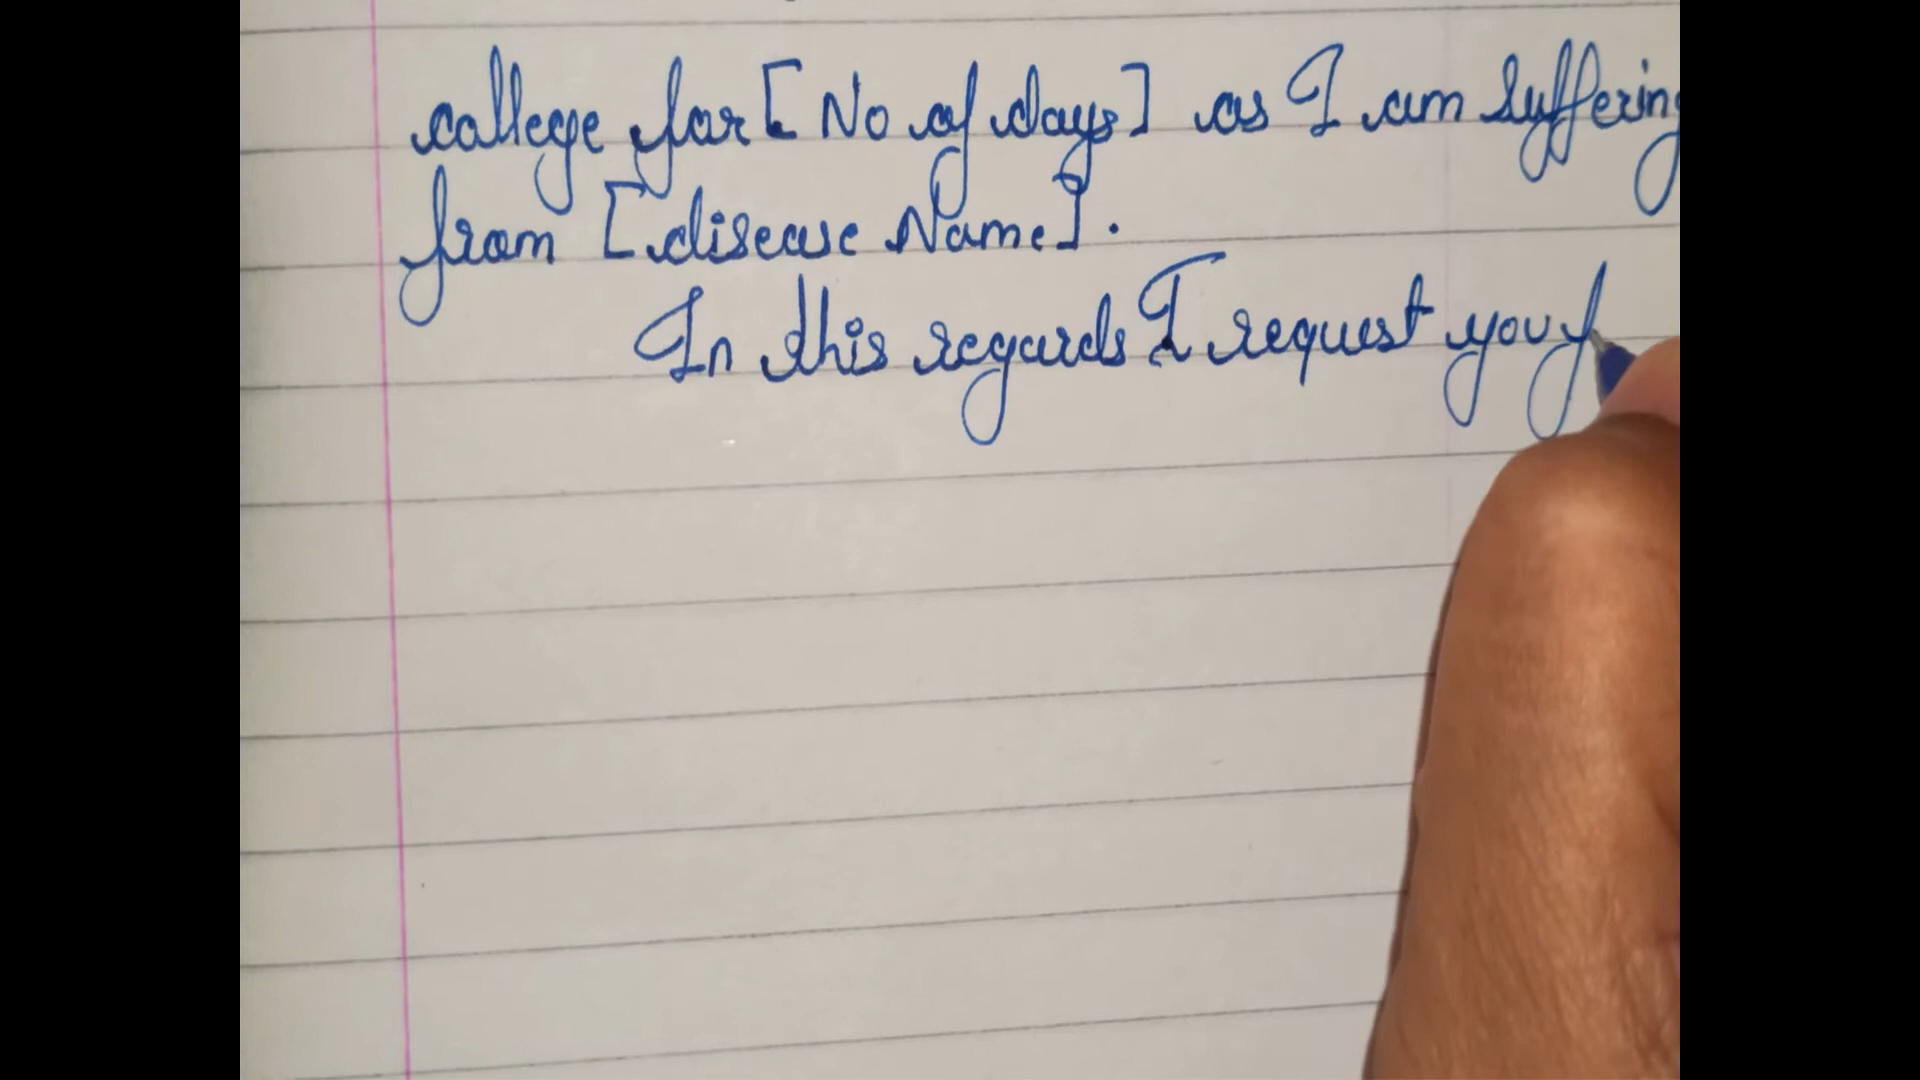 college for [ No of days ] as I am suffering
from [ disease Name ] .
In this regards I request you f